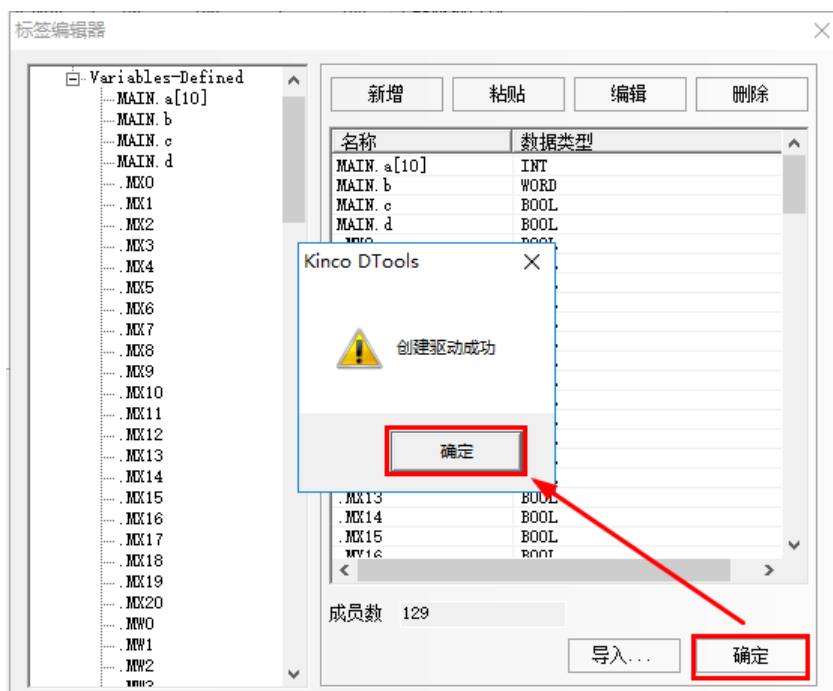 标签编辑器
Variables-Defined
MAIN. a[10]
MAIN. b
MAIN. c
MAIN. d
. MX0
. MX1
. MX2
. MX3
. MX4
. MX5
. MX6
. MX7
. MX8
. MX9
. MX10
. MX11
. MX12
. MX13
. MX14
. MX15
. MX16
. MX17
. MX18
. MX19
. MX20
. MW0
. MW1
. MW2
新增 粘贴 编辑 删除
名称 数据类型
MAIN. a[10] INT
MAIN. b WORD
MAIN. c BOOL
MAIN. d BOOL
Kinco DTools
创建驱动成功
确定
. MX13 BOOL
. MX14 BOOL
. MX15 BOOL
. MX16 BOOL
成员数 129
导入... 确定